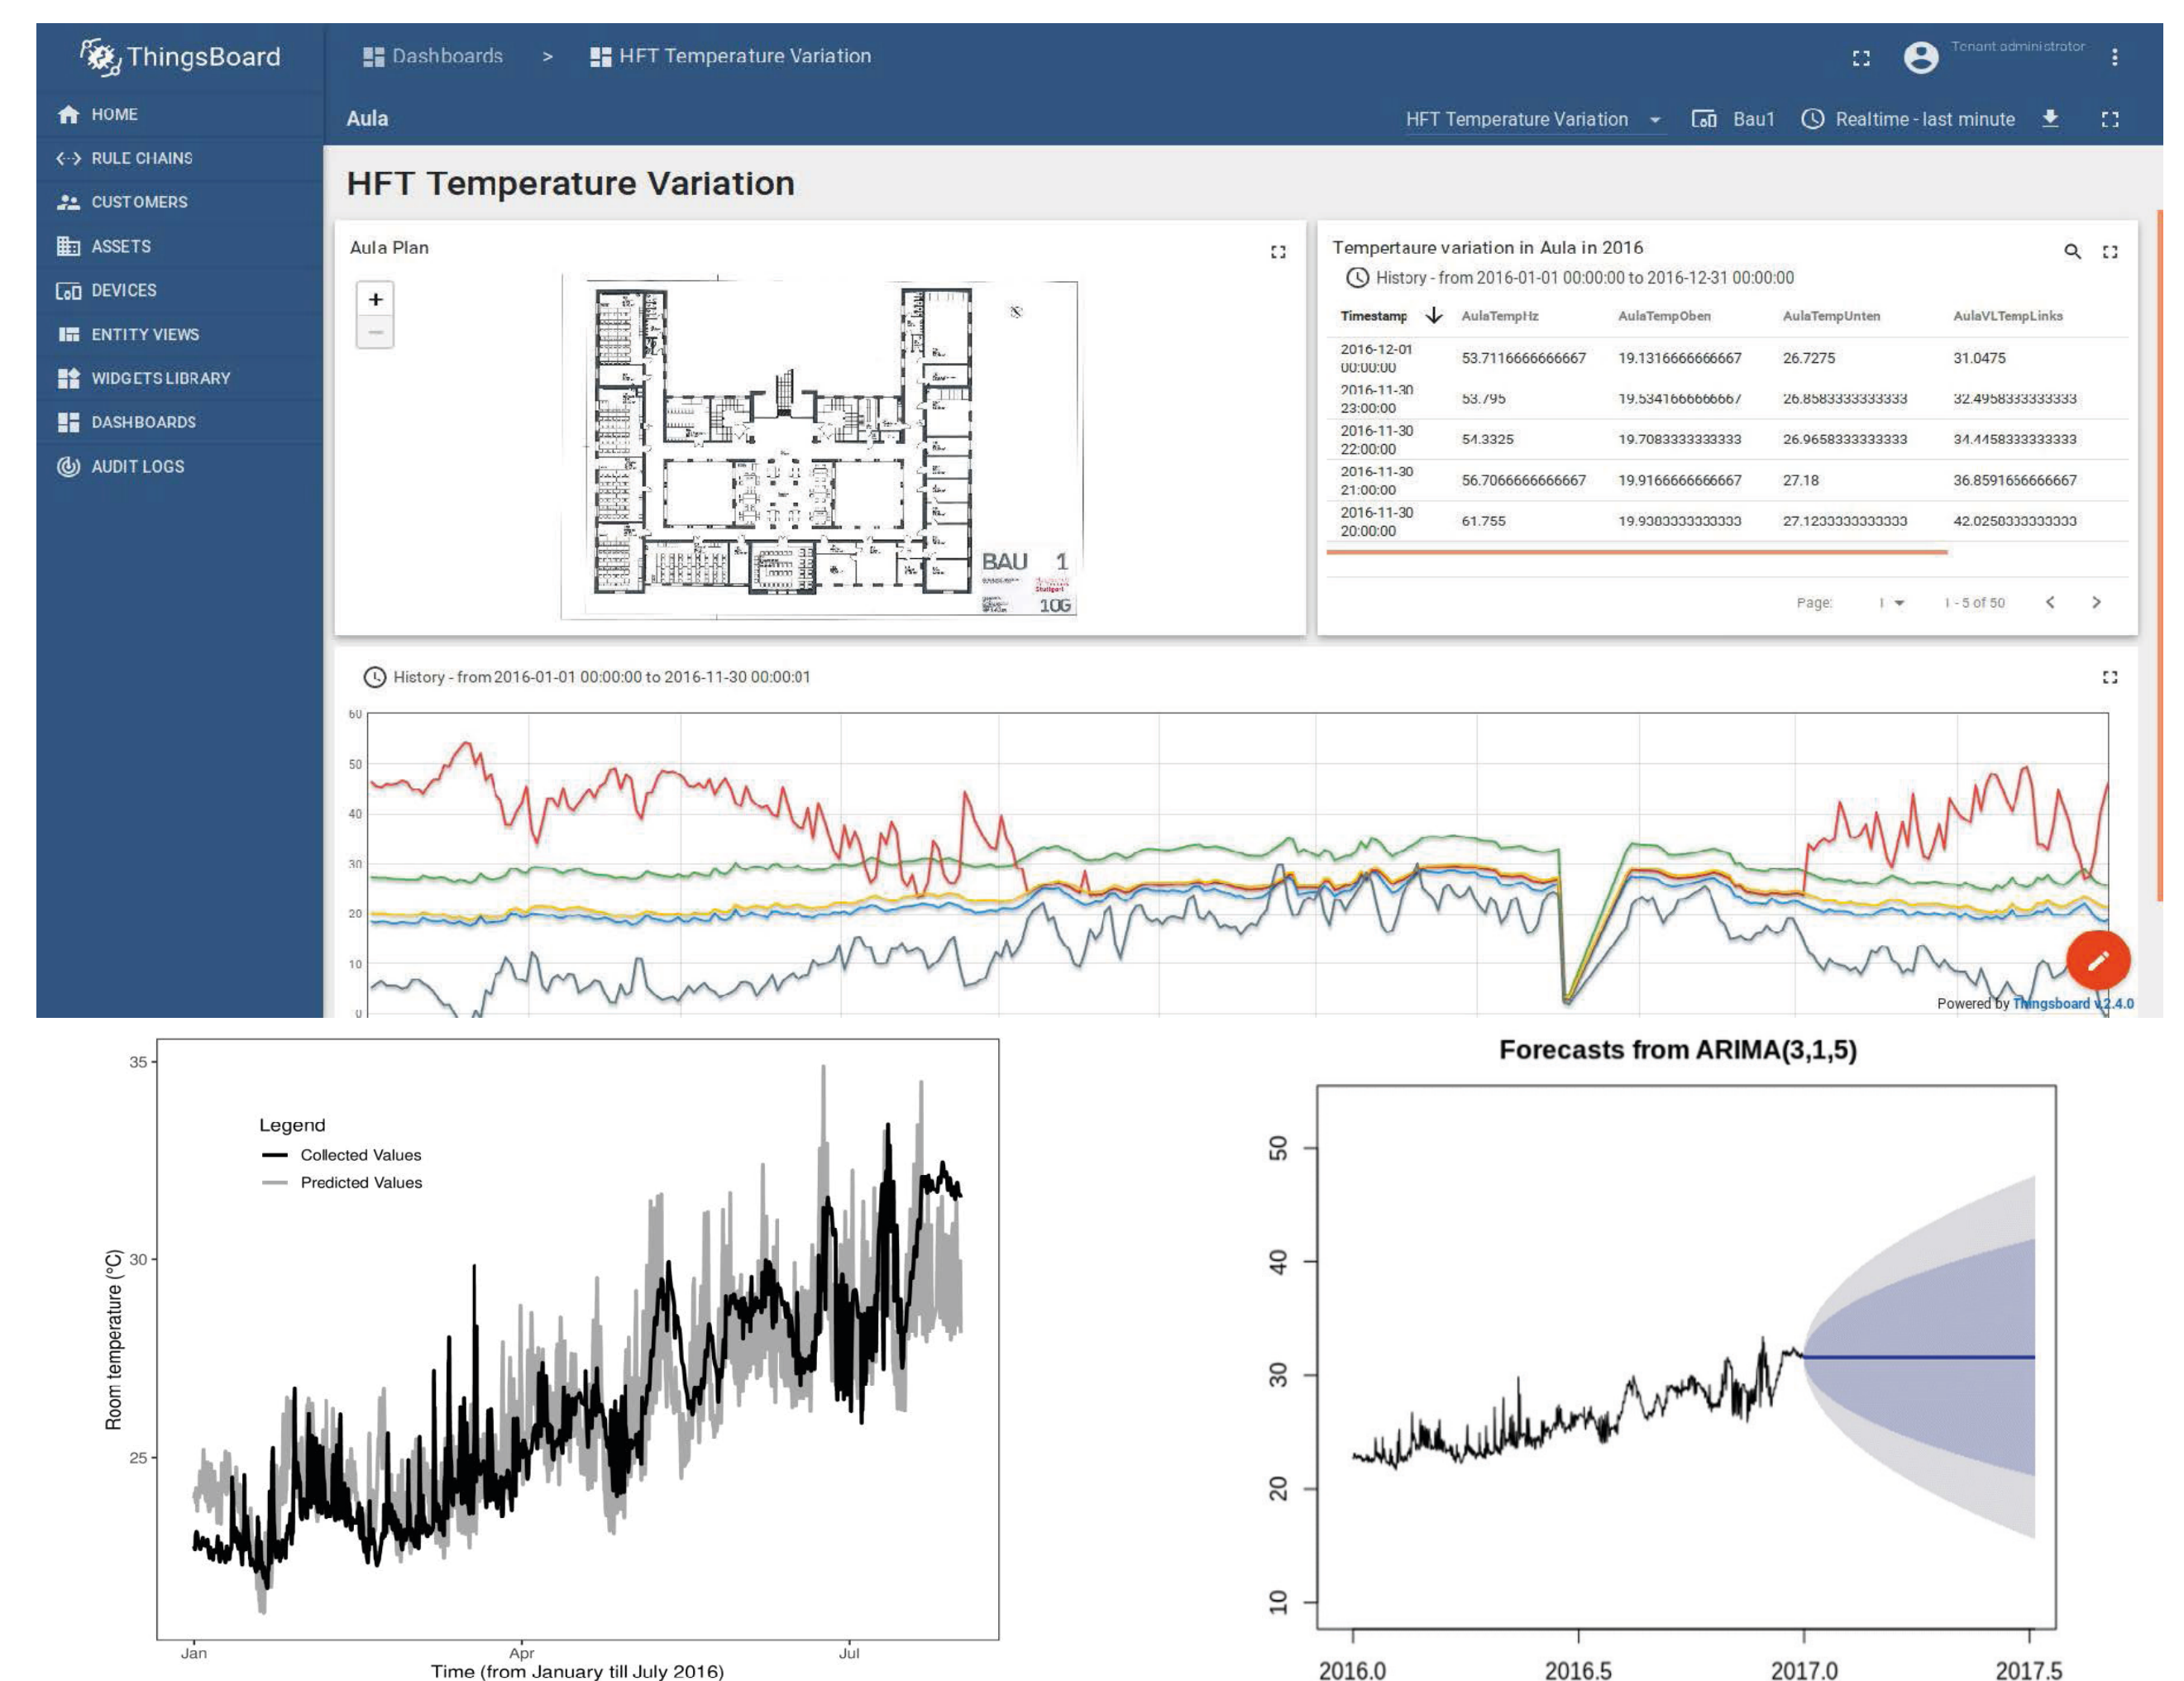 ThingsBoard
Dashboards > HFT Temperature Variation
Tenant administrator
HOME
RULE CHAINS
CUSTOMERS
ASSETS
DEVICES
ENTITY VIEWS
WIDGETS LIBRARY
DASHBOARDS
AUDIT LOGS
Aula
HFT Temperature Variation Bau1 Realtime - last minute
HFT Temperature Variation
Aula Plan
+
−
BAU 1
Stuttgart
10G
Tempertaure variation in Aula in 2016
History - from 2016-01-01 00:00:00 to 2016-12-31 00:00:00
Timestamp AulaTempHz AulaTempOben AulaTempUnten AulaVLTempLinks
2016-12-01 00:00:00 53.7116666666667 19.1316666666667 26.7275 31.0475
2016-11-30 23:00:00 53.795 19.5341666666667 26.8583333333333 32.4958333333333
2016-11-30 22:00:00 54.3325 19.7083333333333 26.9658333333333 34.4458333333333
2016-11-30 21:00:00 56.7066666666667 19.9166666666667 27.18 36.8591666666667
2016-11-30 20:00:00 61.755 19.9383333333333 27.1233333333333 42.0258333333333
Page: 1 1 - 5 of 50 < >
History - from 2016-01-01 00:00:00 to 2016-11-30 00:00:01
60
50
40
30
20
10
0
Powered by Thingsboard v.2.4.0
35
30
25
Room temperature (°C)
Legend
Collected Values
Predicted Values
Jan Apr Jul
Time (from January till July 2016)
Forecasts from ARIMA(3,1,5)
50
40
30
20
10
2016.0 2016.5 2017.0 2017.5